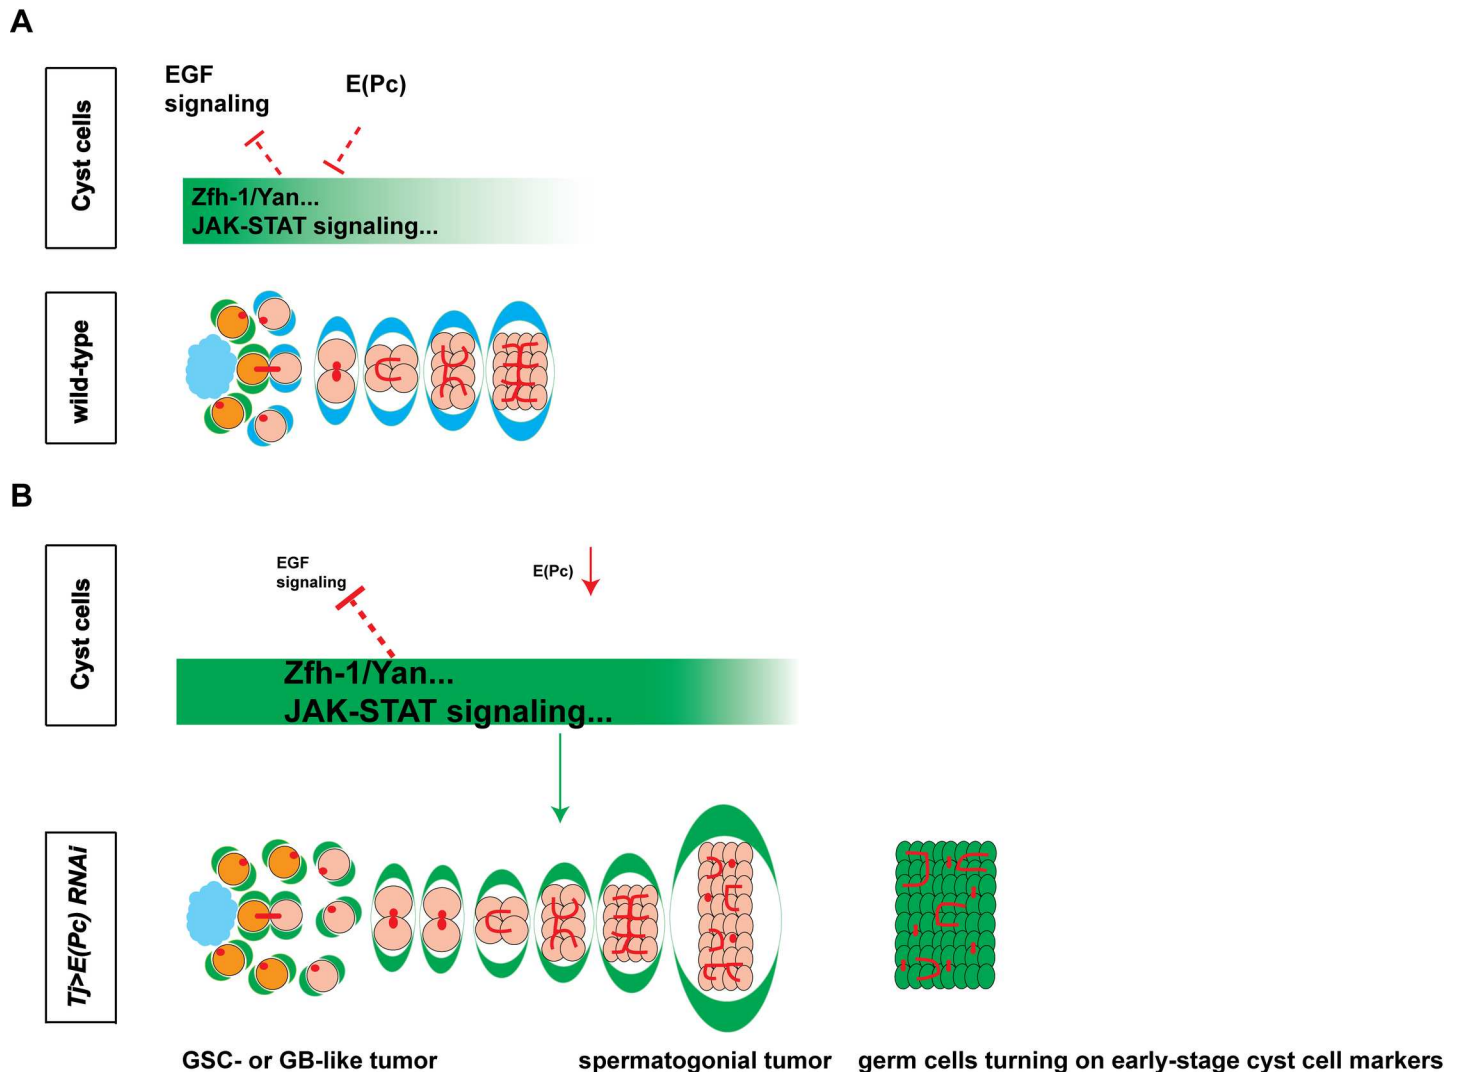 A
Cyst cells
EGF
signaling
E(Pc)
Zfh-1/Yan...
JAK-STAT signaling...
wild-type
B
Cyst cells
EGF
signaling
E(Pc)
Zfh-1/Yan...
JAK-STAT signaling...
Tj>E(Pc) RNAi
GSC- or GB-like tumor
spermatogonial tumor
germ cells turning on early-stage cyst cell markers